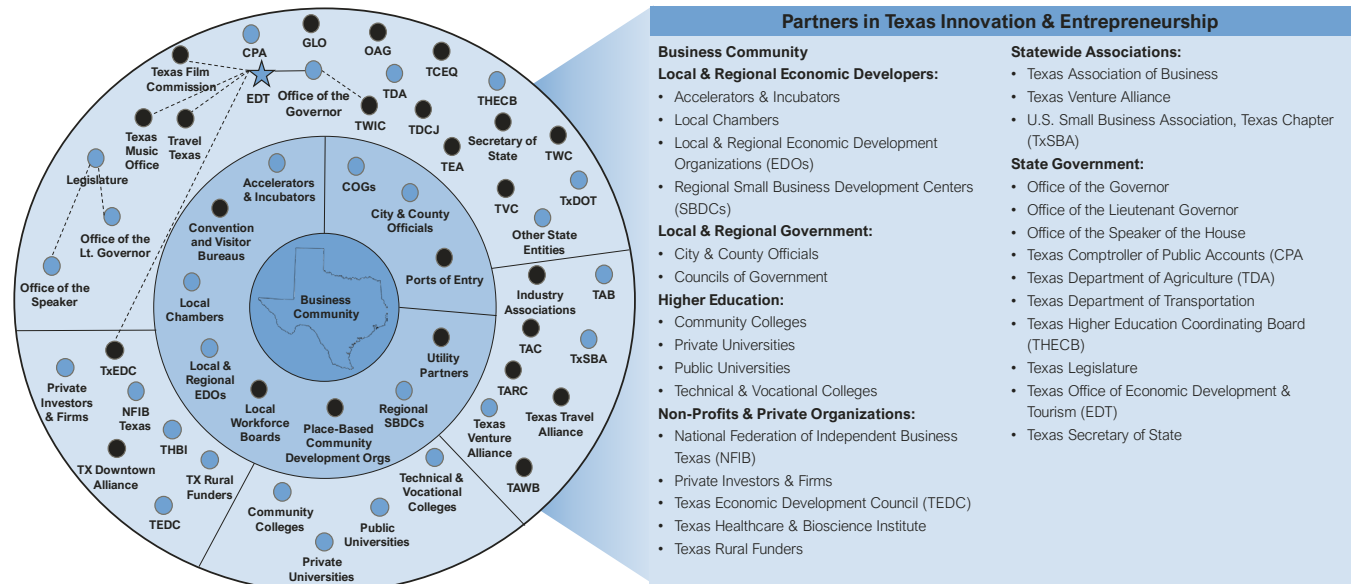 CPA
GLO
OAG
TCEQ
Texas Film
Commission
EDT
Office of the
Governor
TDA
THECB
Texas
Music
Office
Travel
Texas
TWIC
TDCJ
Secretary of
State
TWC
TEA
Legislature
TVC
TxDOT
Office of the
Lt. Governor
Other State
Entities
Office of the
Speaker
Accelerators
& Incubators
COGs
City & County
Officials
Convention
and Visitor
Bureaus
Ports of Entry
Local
Chambers
Business
Community
Local &
Regional
EDOs
Utility
Partners
Local
Workforce
Boards
Place-Based
Community
Development Orgs
Regional
SBDCs
Industry
Associations
TAB
TAC
TxSBA
TARC
Texas Travel
Alliance
Texas
Venture
Alliance
TAWB
TxEDC
Private
Investors
& Firms
NFIB
Texas
THBI
TX Downtown
Alliance
TX Rural
Funders
TEDC
Community
Colleges
Private
Universities
Public
Universities
Technical &
Vocational
Colleges
Partners in Texas Innovation & Entrepreneurship
Business Community
Local & Regional Economic Developers:
• Accelerators & Incubators
• Local Chambers
• Local & Regional Economic Development
Organizations (EDOs)
• Regional Small Business Development Centers
(SBDCs)
Local & Regional Government:
• City & County Officials
• Councils of Government
Higher Education:
• Community Colleges
• Private Universities
• Public Universities
• Technical & Vocational Colleges
Non-Profits & Private Organizations:
• National Federation of Independent Business
Texas (NFIB)
• Private Investors & Firms
• Texas Economic Development Council (TEDC)
• Texas Healthcare & Bioscience Institute
• Texas Rural Funders
Statewide Associations:
• Texas Association of Business
• Texas Venture Alliance
• U.S. Small Business Association, Texas Chapter
(TxSBA)
State Government:
• Office of the Governor
• Office of the Lieutenant Governor
• Office of the Speaker of the House
• Texas Comptroller of Public Accounts (CPA
• Texas Department of Agriculture (TDA)
• Texas Department of Transportation
• Texas Higher Education Coordinating Board
(THECB)
• Texas Legislature
• Texas Office of Economic Development &
Tourism (EDT)
• Texas Secretary of State